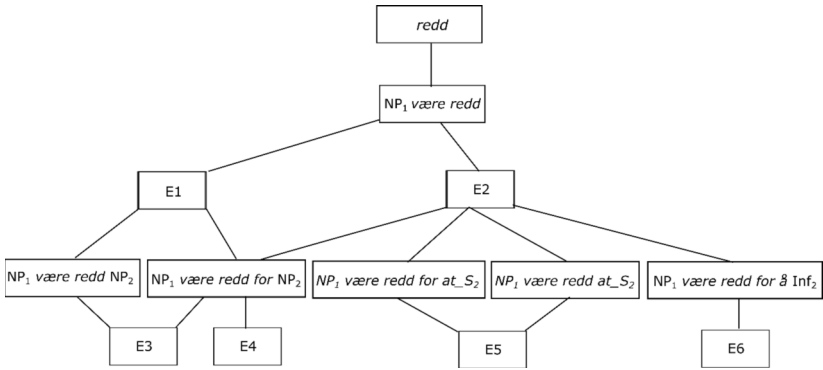 redd
NP₁ være redd
E1
E2
NP₁ være redd NP₂
NP₁ være redd for NP₂
NP₁ være redd for at_S₂
NP₁ være redd at_S₂
NP₁ være redd for å Inf₂
E3
E4
E5
E6